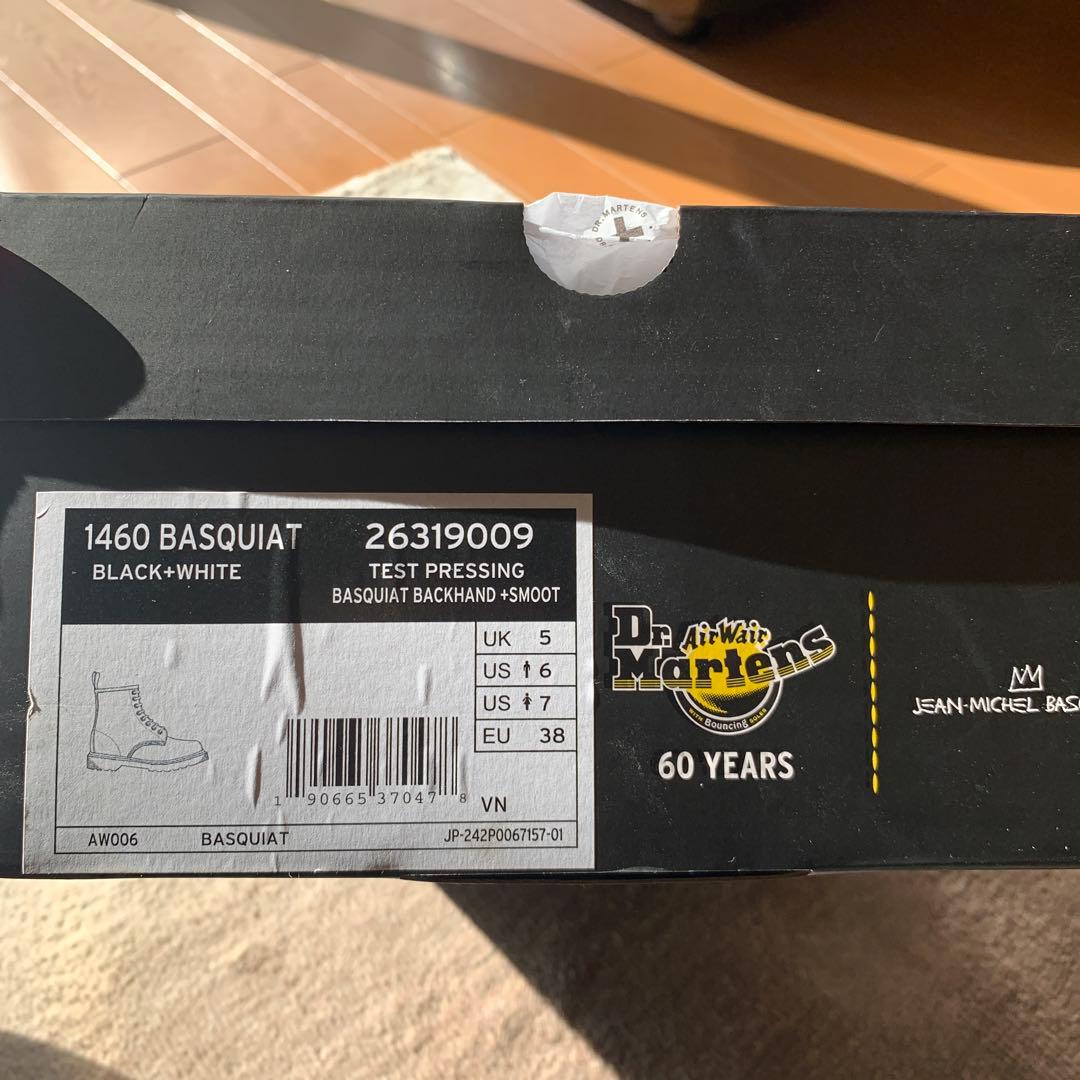 DR. MARTENS
1460 BASQUIAT 26319009
BLACK+WHITE TEST PRESSING
BASQUIAT BACKHAND +SMOOT
UK 5
US 6
US 7
EU 38
1 90665 37047 8
VN
AW006 BASQUIAT JP-242P0067157-01
Dr. Martens
AirWair
WITH Bouncing SOLES
60 YEARS
JEAN-MICHEL BAS